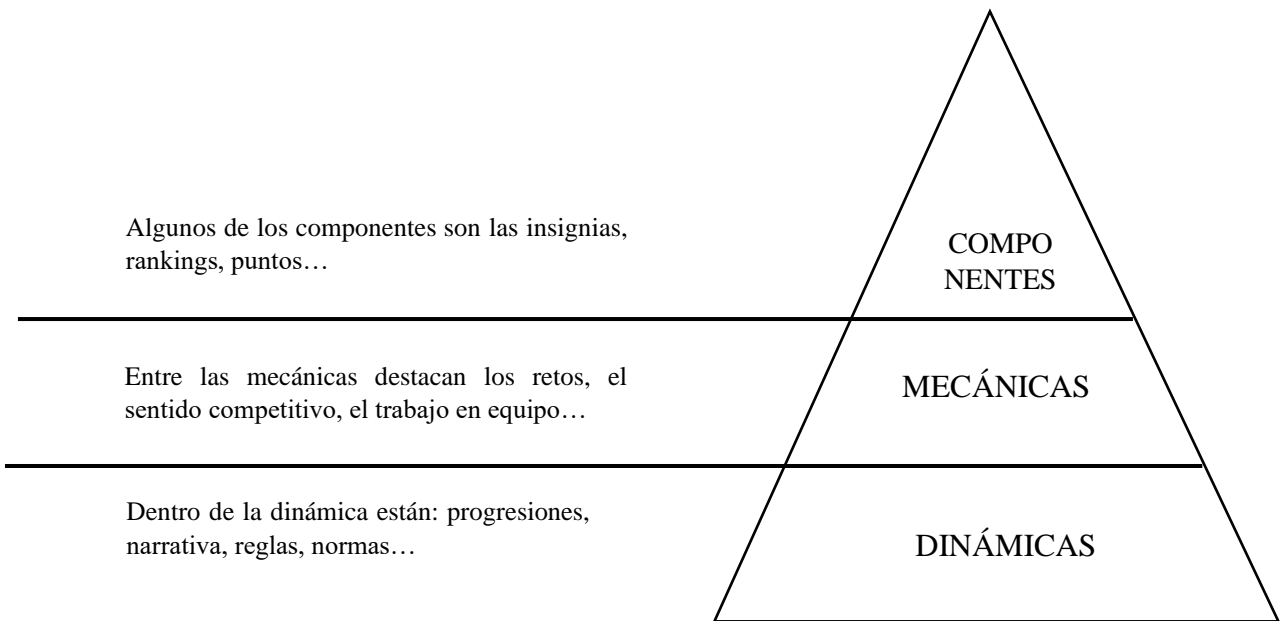 Algunos de los componentes son las insignias,
rankings, puntos…
COMPO
NENTES
Entre las mecánicas destacan los retos, el
sentido competitivo, el trabajo en equipo…
MECÁNICAS
Dentro de la dinámica están: progresiones,
narrativa, reglas, normas…
DINÁMICAS